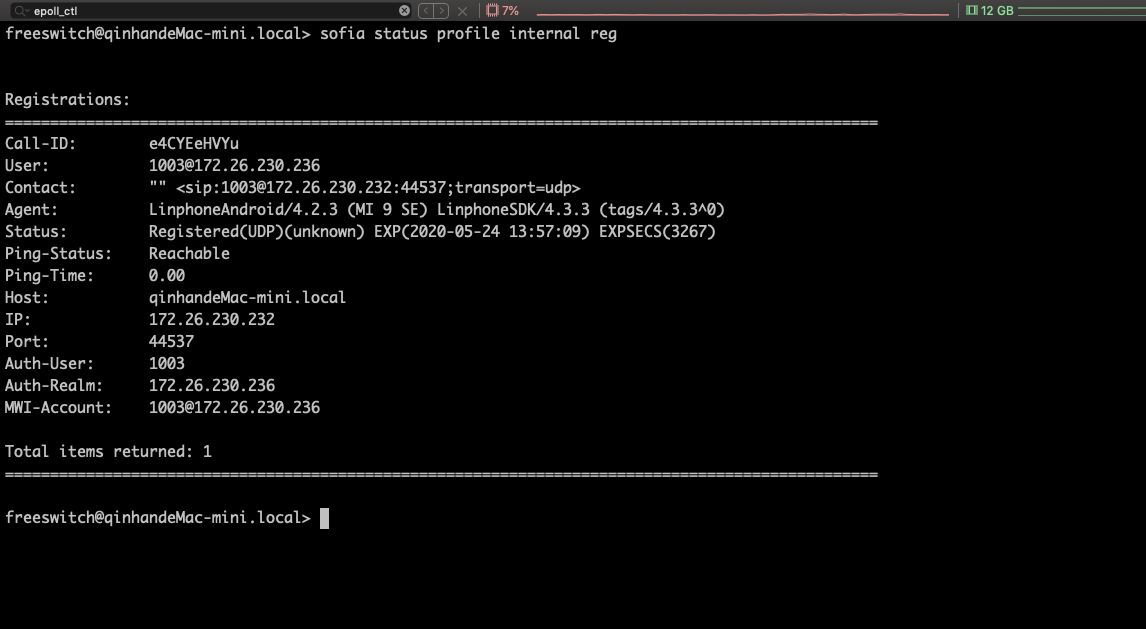 epoll_ctl 7% 12 GB
freeswitch@qinhandeMac-mini.local> sofia status profile internal reg
Registrations:
=================================================================================================
Call-ID: e4CYEeHVYu
User: 1003@172.26.230.236
Contact: "" <sip:1003@172.26.230.232:44537;transport=udp>
Agent: LinphoneAndroid/4.2.3 (MI 9 SE) LinphoneSDK/4.3.3 (tags/4.3.3^0)
Status: Registered(UDP)(unknown) EXP(2020-05-24 13:57:09) EXPSECS(3267)
Ping-Status: Reachable
Ping-Time: 0.00
Host: qinhandeMac-mini.local
IP: 172.26.230.232
Port: 44537
Auth-User: 1003
Auth-Realm: 172.26.230.236
MWI-Account: 1003@172.26.230.236
Total items returned: 1
=================================================================================================
freeswitch@qinhandeMac-mini.local>